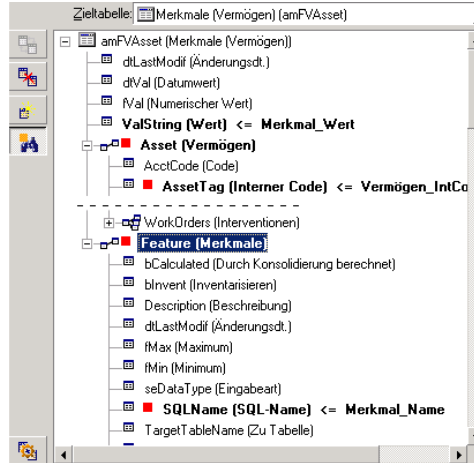 Zieltabelle: Merkmale (Vermögen) (amFVAsset)
amFVAsset (Merkmale (Vermögen))
dtLastModif (Änderungsdt.)
dtVal (Datumwert)
fVal (Numerischer Wert)
ValString (Wert) <= Merkmal_Wert
Asset (Vermögen)
AcctCode (Code)
AssetTag (Interner Code) <= Vermögen_IntCo
WorkOrders (Interventionen)
Feature (Merkmale)
bCalculated (Durch Konsolidierung berechnet)
bInvent (Inventarisieren)
Description (Beschreibung)
dtLastModif (Änderungsdt.)
fMax (Maximum)
fMin (Minimum)
seDataType (Eingabeart)
SQLName (SQL-Name) <= Merkmal_Name
TargetTableName (Zu Tabelle)